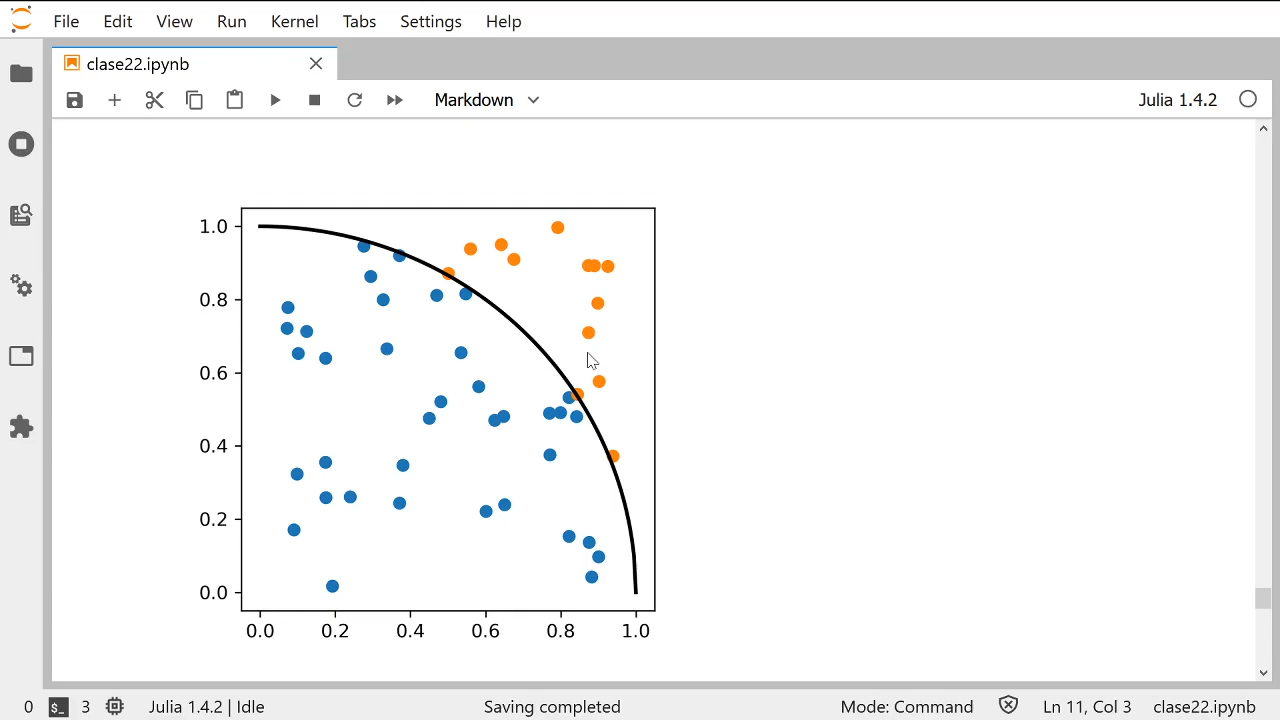 File Edit View Run Kernel Tabs Settings Help
clase22.ipynb
Markdown
Julia 1.4.2
1.0
0.8
0.6
0.4
0.2
0.0
0.0 0.2 0.4 0.6 0.8 1.0
0 $_ 3 Julia 1.4.2 | Idle Saving completed Mode: Command Ln 11, Col 3 clase22.ipynb